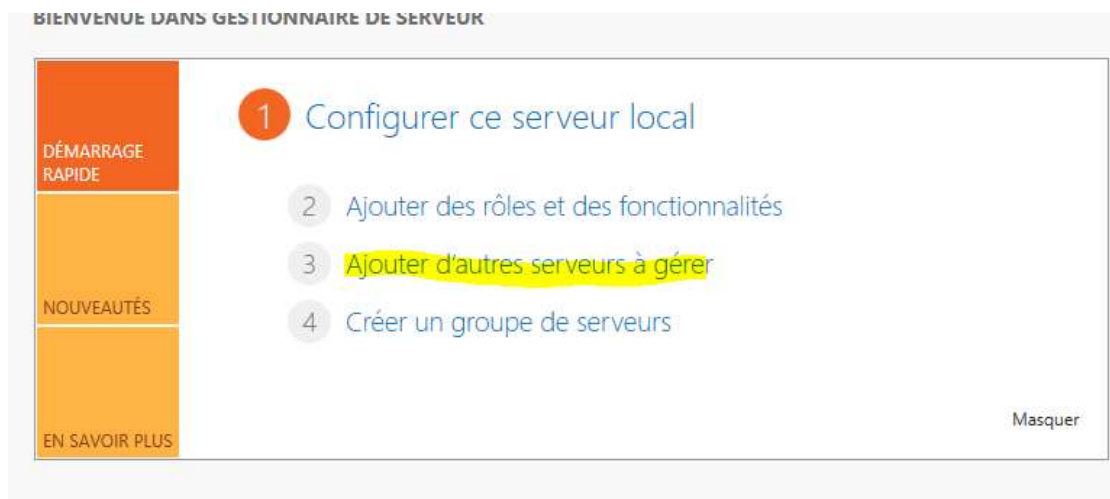 BIENVENUE DANS GESTIONNAIRE DE SERVEUR
1 Configurer ce serveur local
DÉMARRAGE
RAPIDE
2 Ajouter des rôles et des fonctionnalités
3 Ajouter d'autres serveurs à gérer
NOUVEAUTÉS
4 Créer un groupe de serveurs
Masquer
EN SAVOIR PLUS